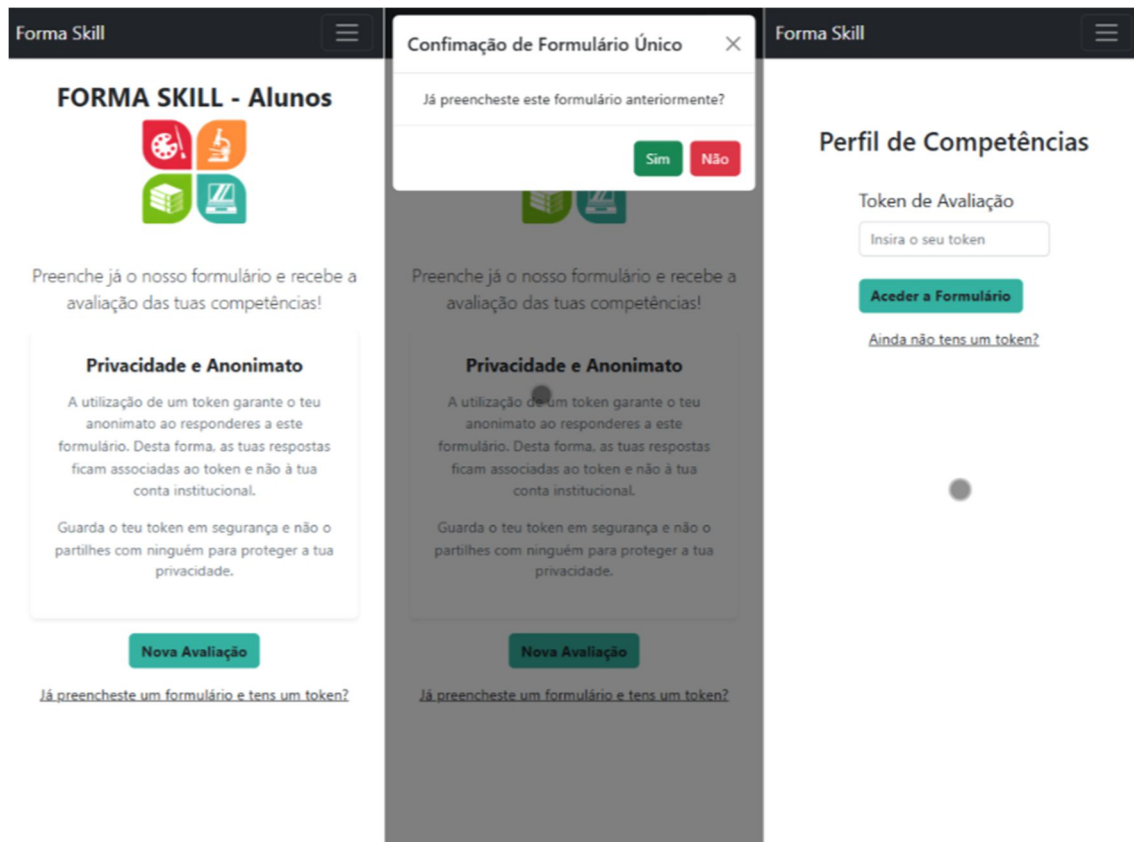 Forma Skill
FORMA SKILL - Alunos
Preenche já o nosso formulário e recebe a
avaliação das tuas competências!
Privacidade e Anonimato
A utilização de um token garante o teu
anonimato ao responderes a este
formulário. Desta forma, as tuas respostas
ficam associadas ao token e não à tua
conta institucional.
Guarda o teu token em segurança e não o
partilhes com ninguém para proteger a tua
privacidade.
Nova Avaliação
Já preencheste um formulário e tens um token?
Confimação de Formulário Único
Já preencheste este formulário anteriormente?
Sim
Não
Preenche já o nosso formulário e recebe a
avaliação das tuas competências!
Privacidade e Anonimato
A utilização de um token garante o teu
anonimato ao responderes a este
formulário. Desta forma, as tuas respostas
ficam associadas ao token e não à tua
conta institucional.
Guarda o teu token em segurança e não o
partilhes com ninguém para proteger a tua
privacidade.
Nova Avaliação
Já preencheste um formulário e tens um token?
Forma Skill
Perfil de Competências
Token de Avaliação
Insira o seu token
Aceder a Formulário
Ainda não tens um token?